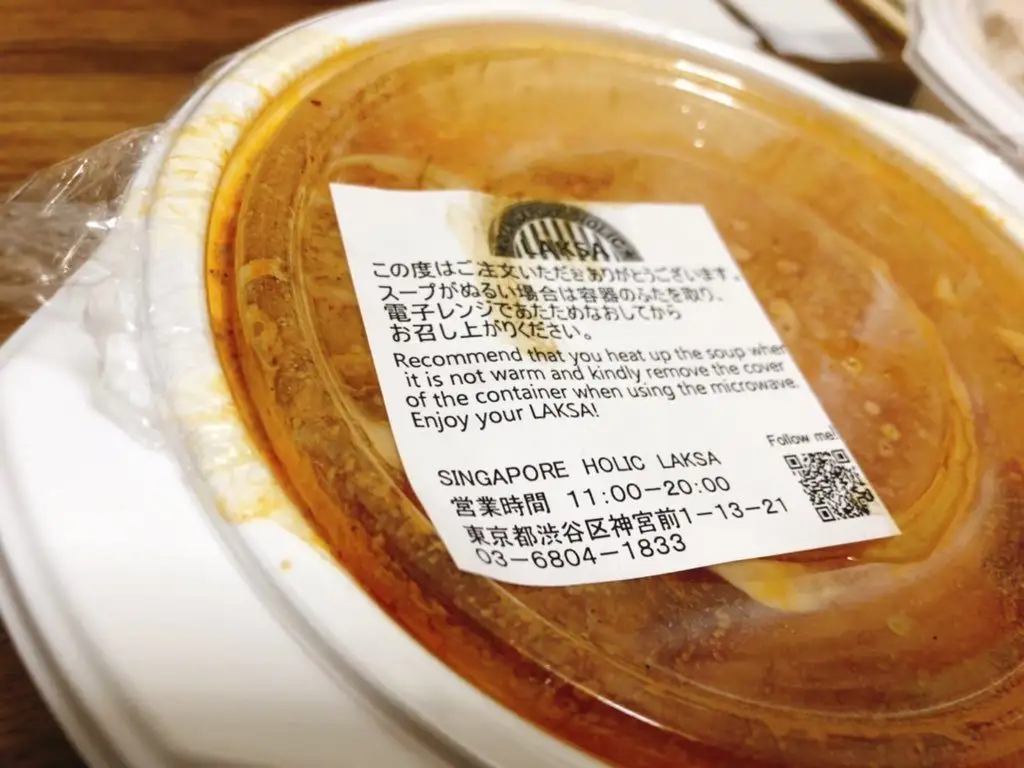 HOLIC
LAKSA
この度はご注文いただきありがとうございます。
スープがぬるい場合は容器のふたを取り、
電子レンジであたためなおしてから
お召し上がりください。
Recommend that you heat up the soup when
it is not warm and kindly remove the cover
of the container when using the microwave.
Enjoy your LAKSA!
Follow me!
SINGAPORE HOLIC LAKSA
営業時間 11:00-20:00
東京都渋谷区神宮前1-13-21
03-6804-1833